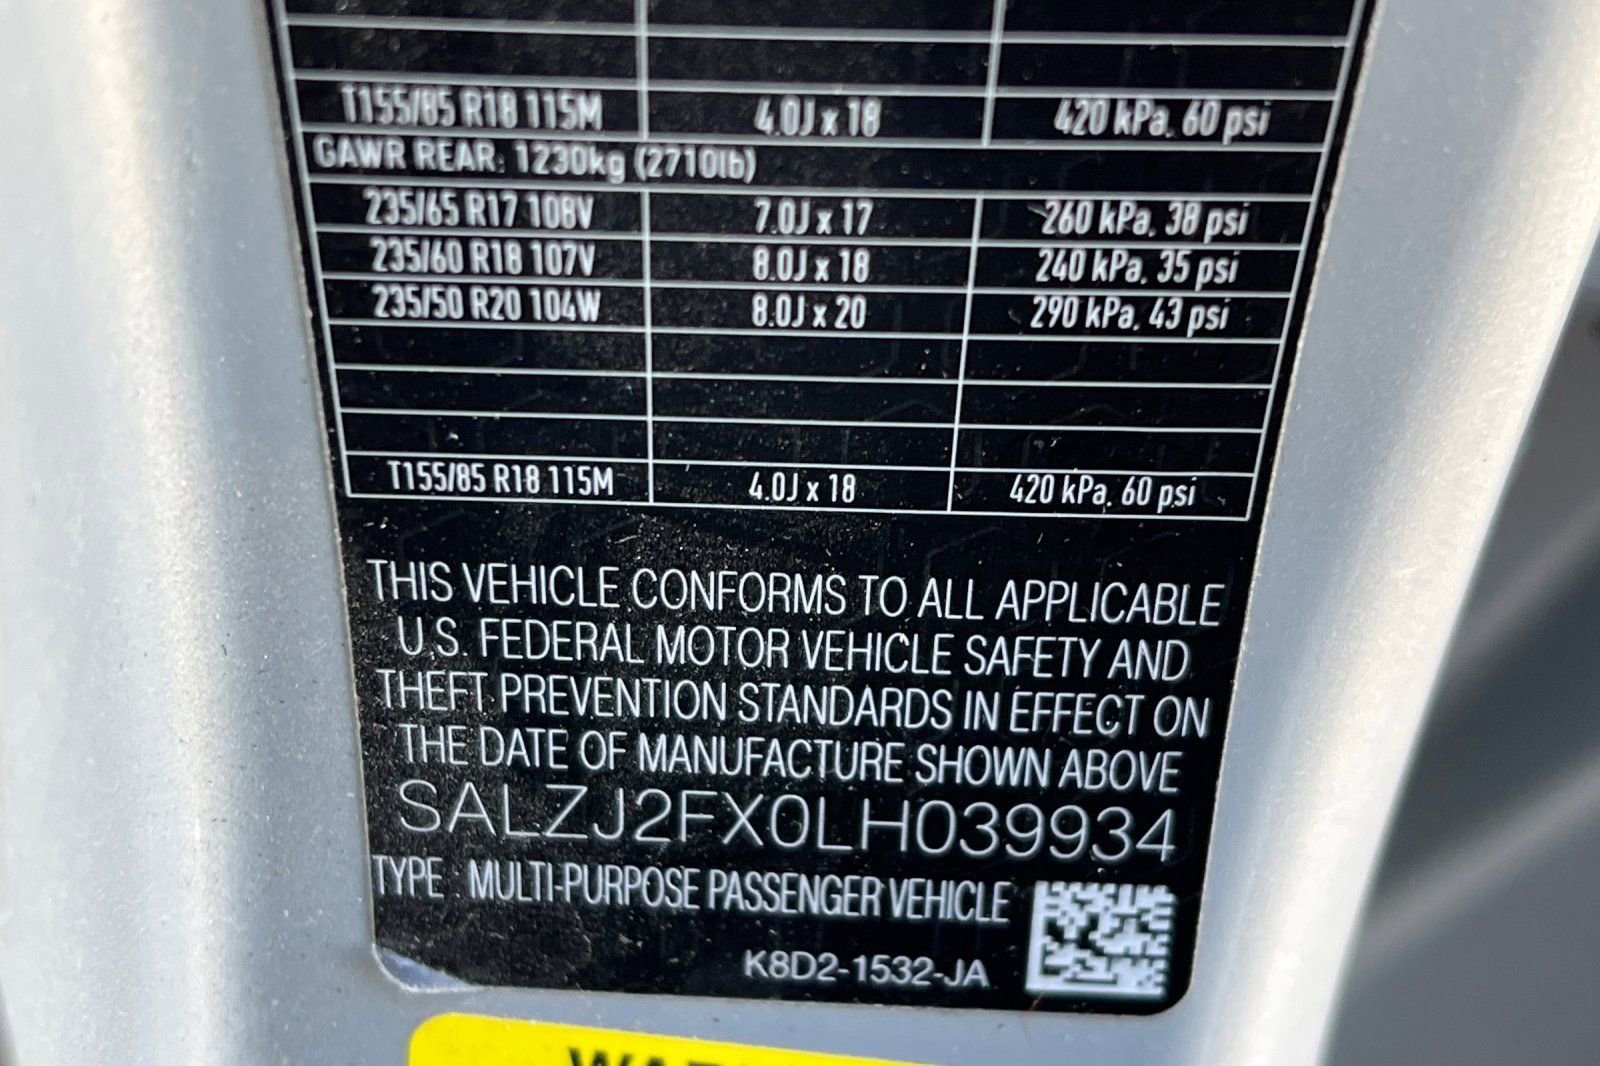 T155/85 R18 115M 4.0J x 18 420 kPa, 60 psi
GAWR REAR: 1230kg (2710lb)
235/65 R17 108V 7.0J x 17 260 kPa, 38 psi
235/60 R18 107V 8.0J x 18 240 kPa, 35 psi
235/50 R20 104W 8.0J x 20 290 kPa, 43 psi
T155/85 R18 115M 4.0J x 18 420 kPa, 60 psi
THIS VEHICLE CONFORMS TO ALL APPLICABLE
U.S. FEDERAL MOTOR VEHICLE SAFETY AND
THEFT PREVENTION STANDARDS IN EFFECT ON
THE DATE OF MANUFACTURE SHOWN ABOVE
SALZJ2FX0LH039934
TYPE : MULTI-PURPOSE PASSENGER VEHICLE
K8D2-1532-JA